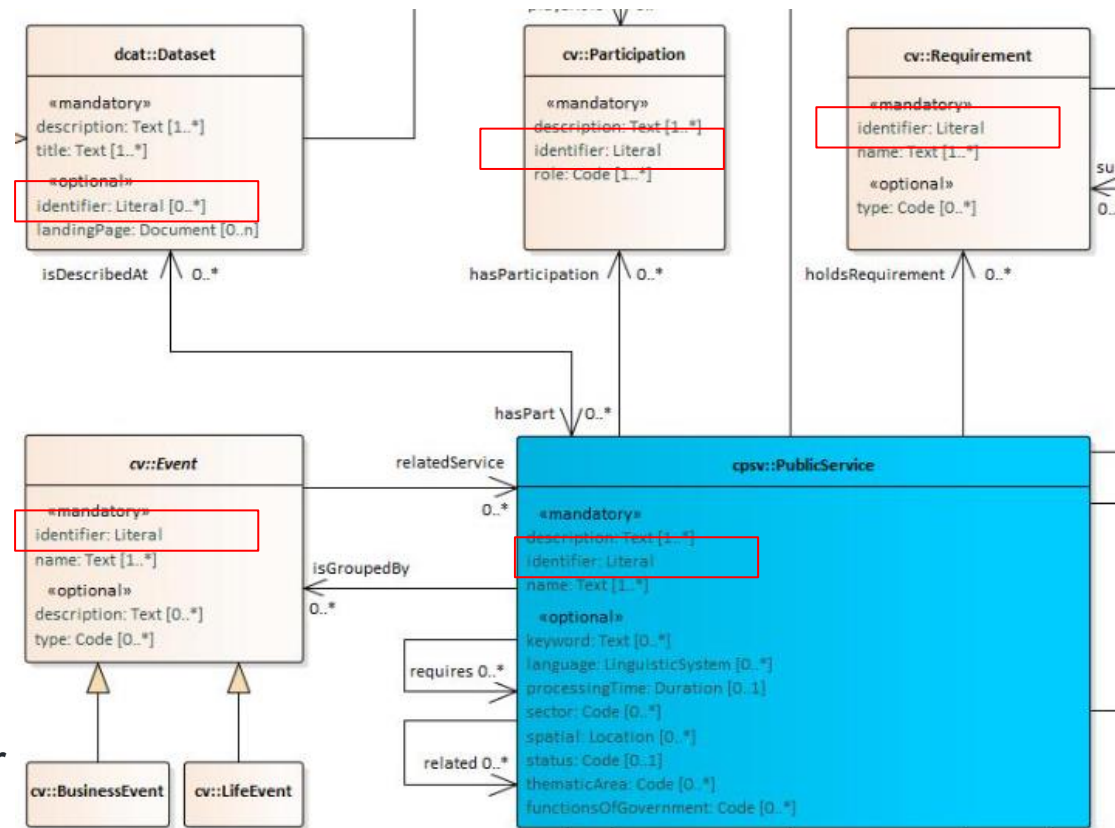 dcat::Dataset
«mandatory»
description: Text [1..*]
title: Text [1..*]
«optional»
identifier: Literal [0..*]
landingPage: Document [0..n]
cv::Participation
«mandatory»
description: Text [1..*]
identifier: Literal
role: Code [1..*]
cv::Requirement
«mandatory»
identifier: Literal
name: Text [1..*]
«optional»
type: Code [0..*]
su
isDescribedAt 0..*
hasParticipation 0..*
holdsRequirement 0..*
hasPart 0..*
cv::Event
«mandatory»
identifier: Literal
name: Text [1..*]
«optional»
description: Text [0..*]
type: Code [0..*]
relatedService
0..*
isGroupedBy
0..*
cpsv::PublicService
«mandatory»
description: Text [1..*]
identifier: Literal
name: Text [1..*]
«optional»
keyword: Text [0..*]
language: LinguisticSystem [0..*]
processingTime: Duration [0..1]
sector: Code [0..*]
spatial: Location [0..*]
status: Code [0..1]
thematicArea: Code [0..*]
functionsOfGovernment: Code [0..*]
requires 0..*
related 0..*
r
cv::BusinessEvent
cv::LifeEvent